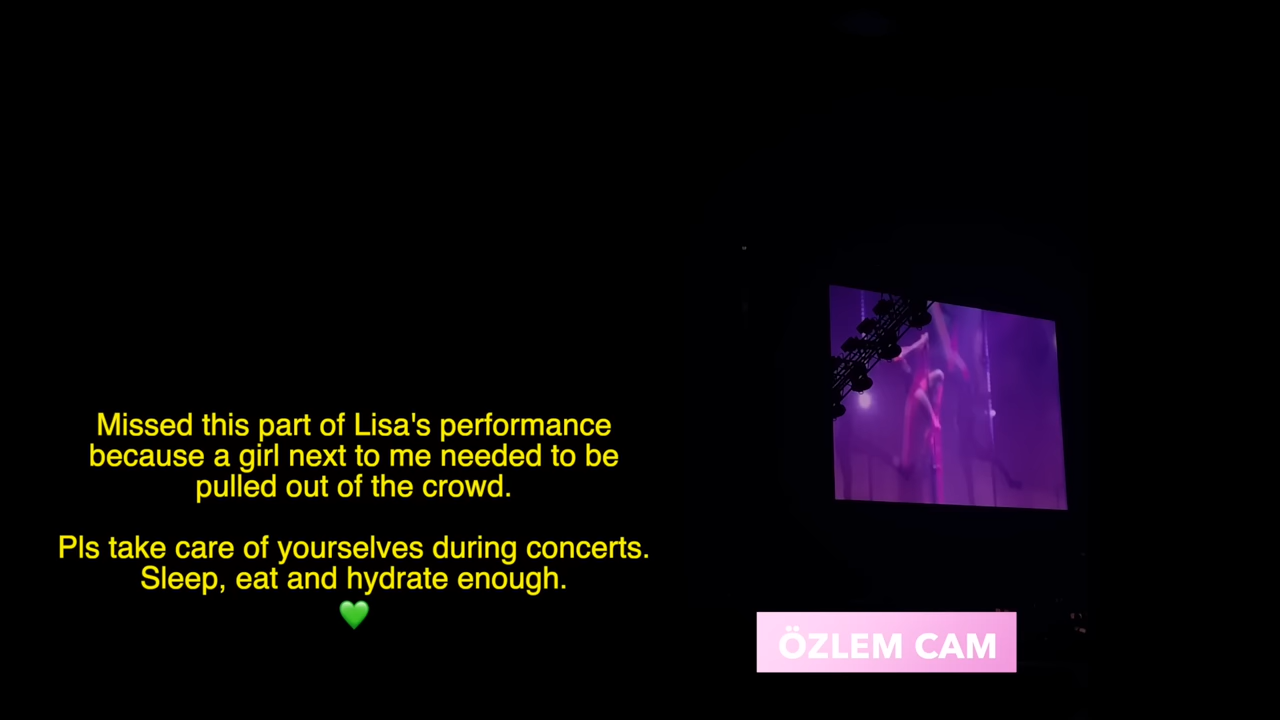 Missed this part of Lisa's performance
because a girl next to me needed to be
pulled out of the crowd.
Pls take care of yourselves during concerts.
Sleep, eat and hydrate enough.
💚
ÖZLEM CAM